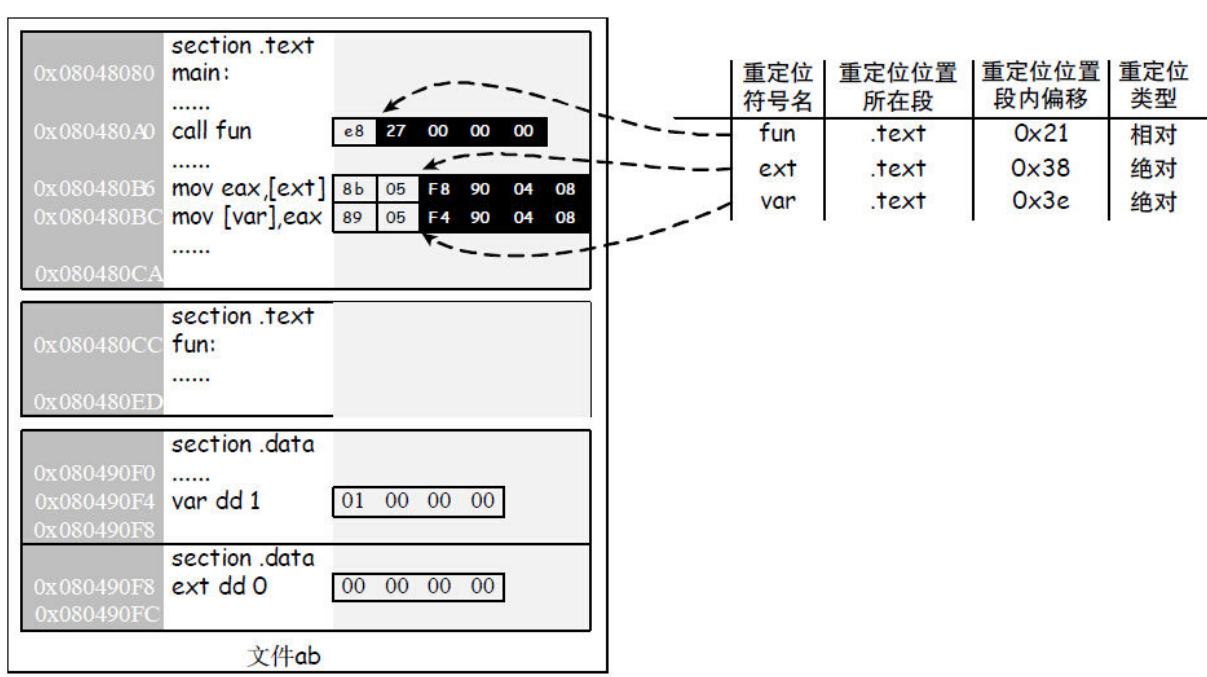 section .text
0x08048080 main:
......
0x080480A0 call fun e8 27 00 00 00
......
0x080480B6 mov eax,[ext] 8b 05 F8 90 04 08
0x080480BC mov [var],eax 89 05 F4 90 04 08
......
0x080480CA
section .text
0x080480CC fun:
......
0x080480ED
section .data
0x080490F0 ......
0x080490F4 var dd 1 01 00 00 00
0x080490F8
section .data
0x080490F8 ext dd 0 00 00 00 00
0x080490FC
文件ab
重定位 重定位位置 重定位位置 重定位
符号名 所在段 段内偏移 类型
fun .text 0x21 相对
ext .text 0x38 绝对
var .text 0x3e 绝对